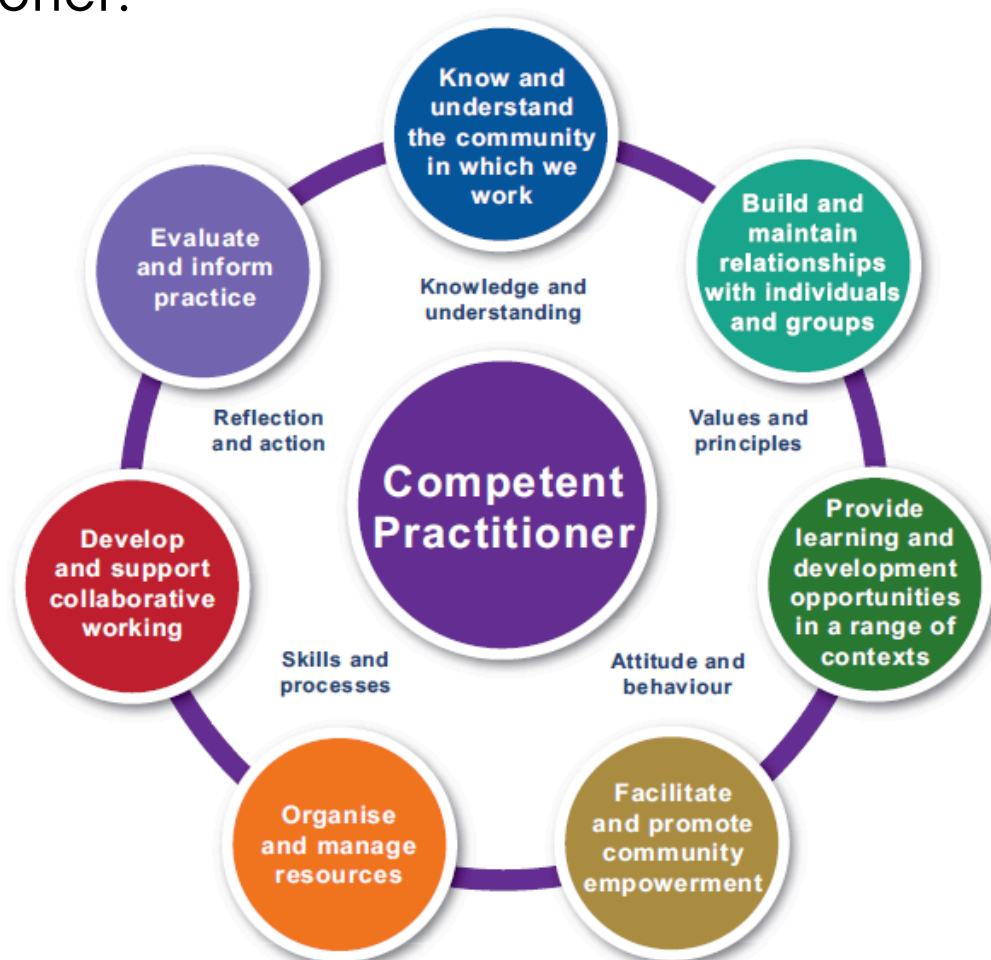 oner.
Know and
understand
the community
in which we
work
Build and
maintain
relationships
with individuals
and groups
Provide
learning and
development
opportunities
in a range of
contexts
Facilitate
and promote
community
empowerment
Organise
and manage
resources
Develop
and support
collaborative
working
Evaluate
and inform
practice
Knowledge and
understanding
Values and
principles
Attitude and
behaviour
Skills and
processes
Reflection
and action
Competent
Practitioner